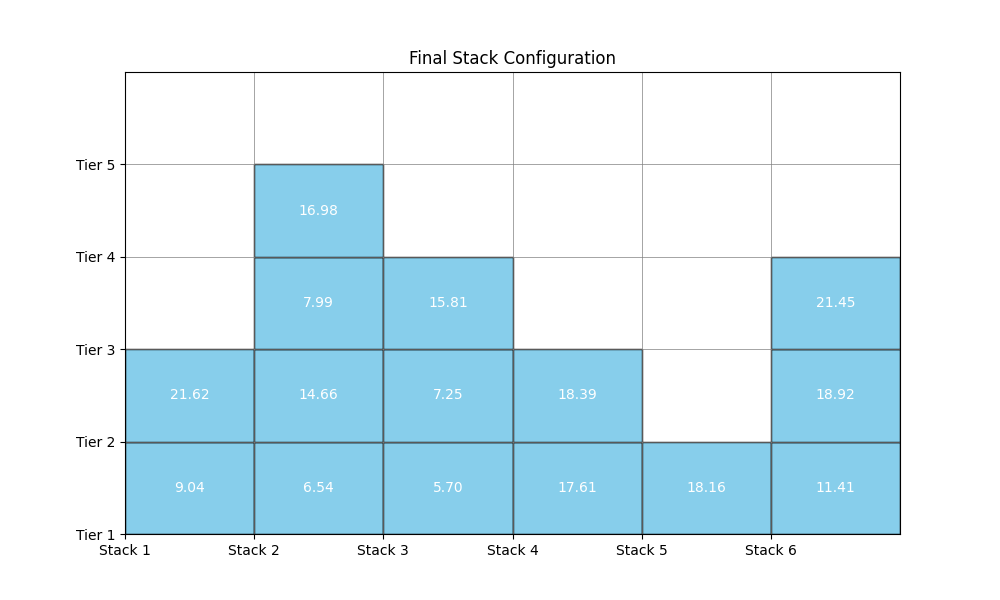 Final Stack Configuration
Tier 5
16.98
Tier 4
7.99 15.81 21.45
Tier 3
21.62 14.66 7.25 18.39 18.92
Tier 2
9.04 6.54 5.70 17.61 18.16 11.41
Tier 1
Stack 1 Stack 2 Stack 3 Stack 4 Stack 5 Stack 6